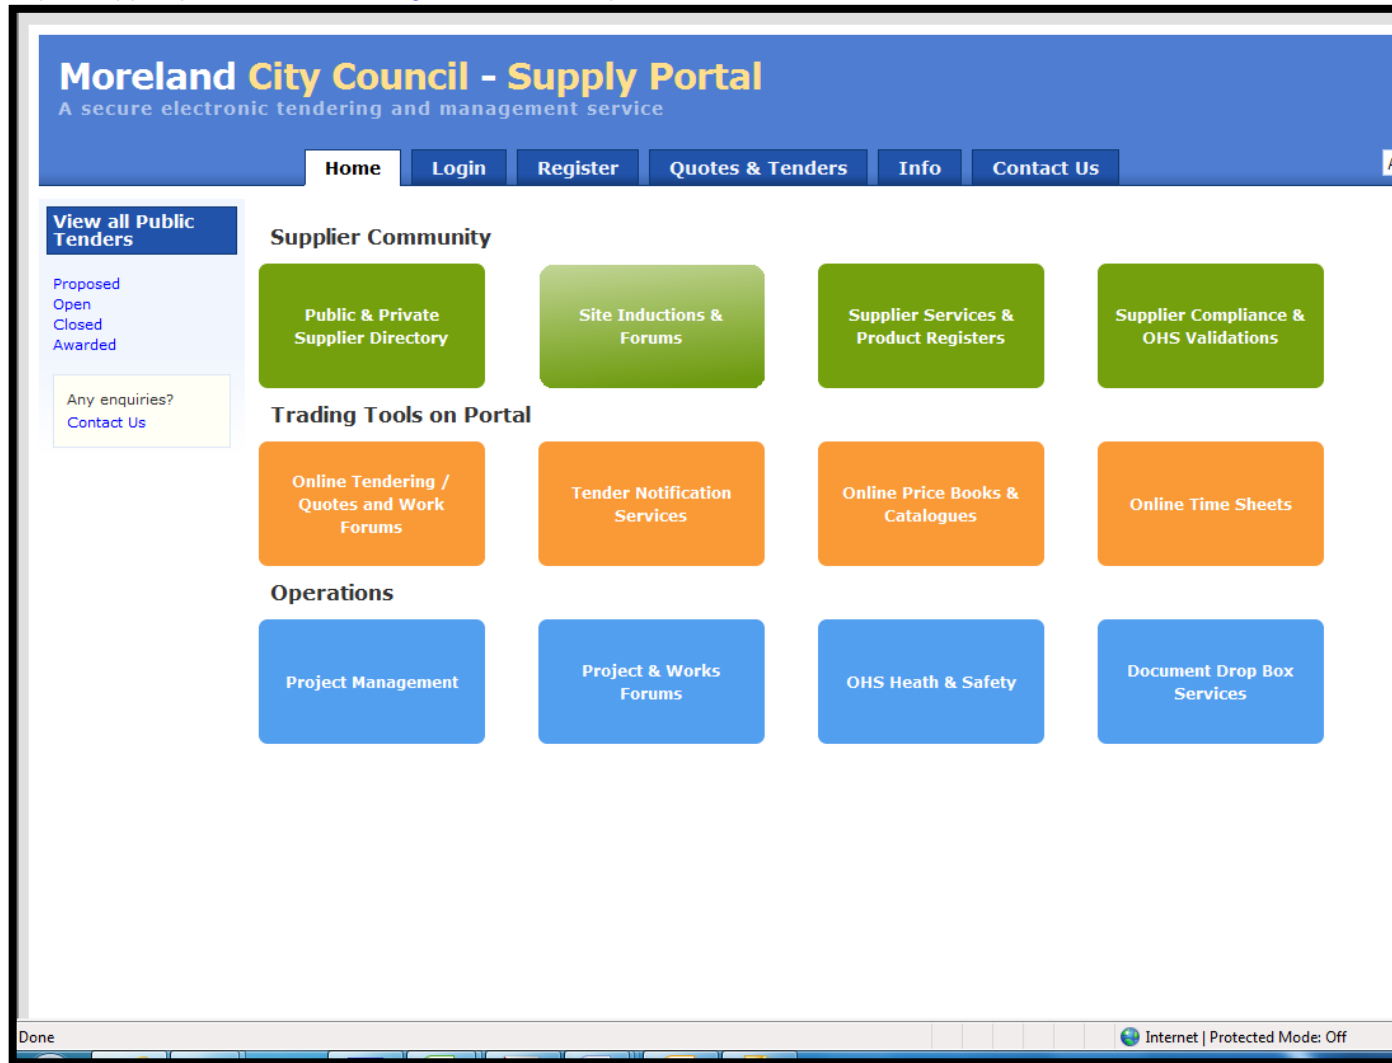 Moreland City Council - Supply Portal
A secure electronic tendering and management service
Home Login Register Quotes & Tenders Info Contact Us
View all Public
Tenders
Proposed
Open
Closed
Awarded
Any enquiries?
Contact Us
Supplier Community
Public & Private
Supplier Directory
Site Inductions &
Forums
Supplier Services &
Product Registers
Supplier Compliance &
OHS Validations
Trading Tools on Portal
Online Tendering /
Quotes and Work
Forums
Tender Notification
Services
Online Price Books &
Catalogues
Online Time Sheets
Operations
Project Management
Project & Works
Forums
OHS Heath & Safety
Document Drop Box
Services
Done
Internet | Protected Mode: Off